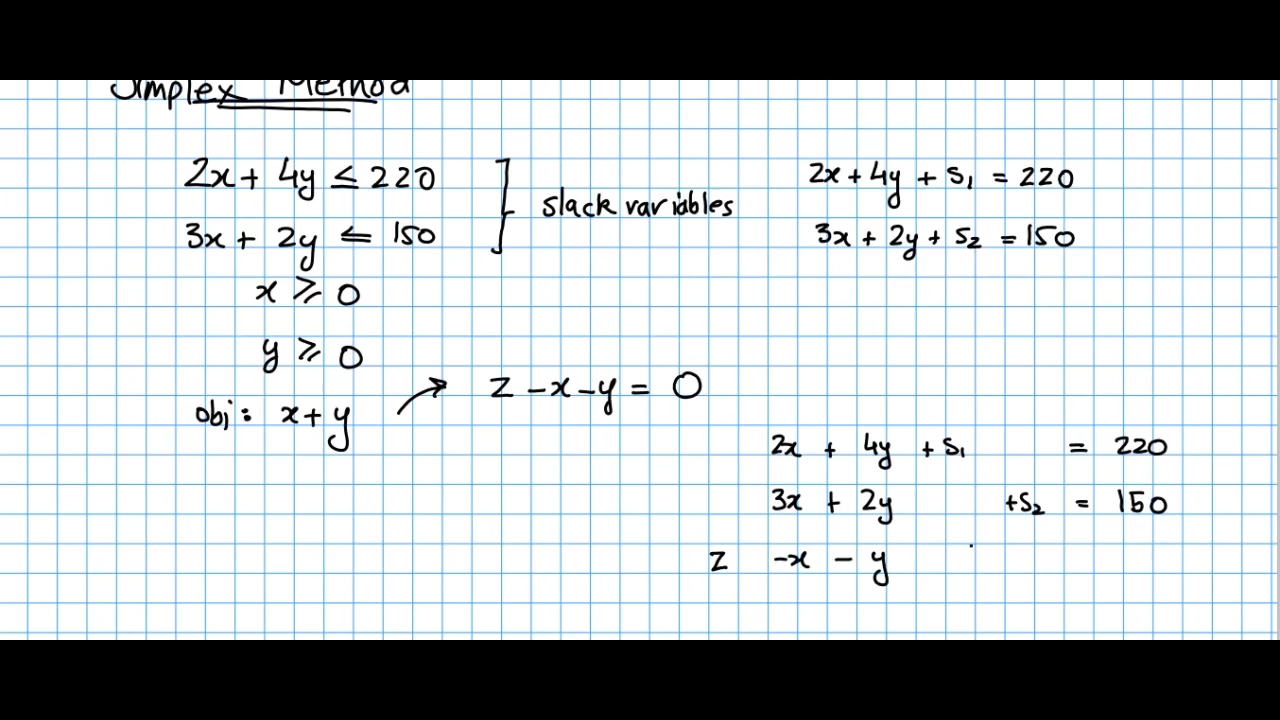 Simplex Method
2x + 4y ≤ 220
3x + 2y ⩽ 150
x ⩾ 0
y ⩾ 0
obj: x + y
slack variables
2x + 4y + S₁ = 220
3x + 2y + S₂ = 150
Z - x - y = 0
2x + 4y + S₁ = 220
3x + 2y + S₂ = 150
Z - x - y